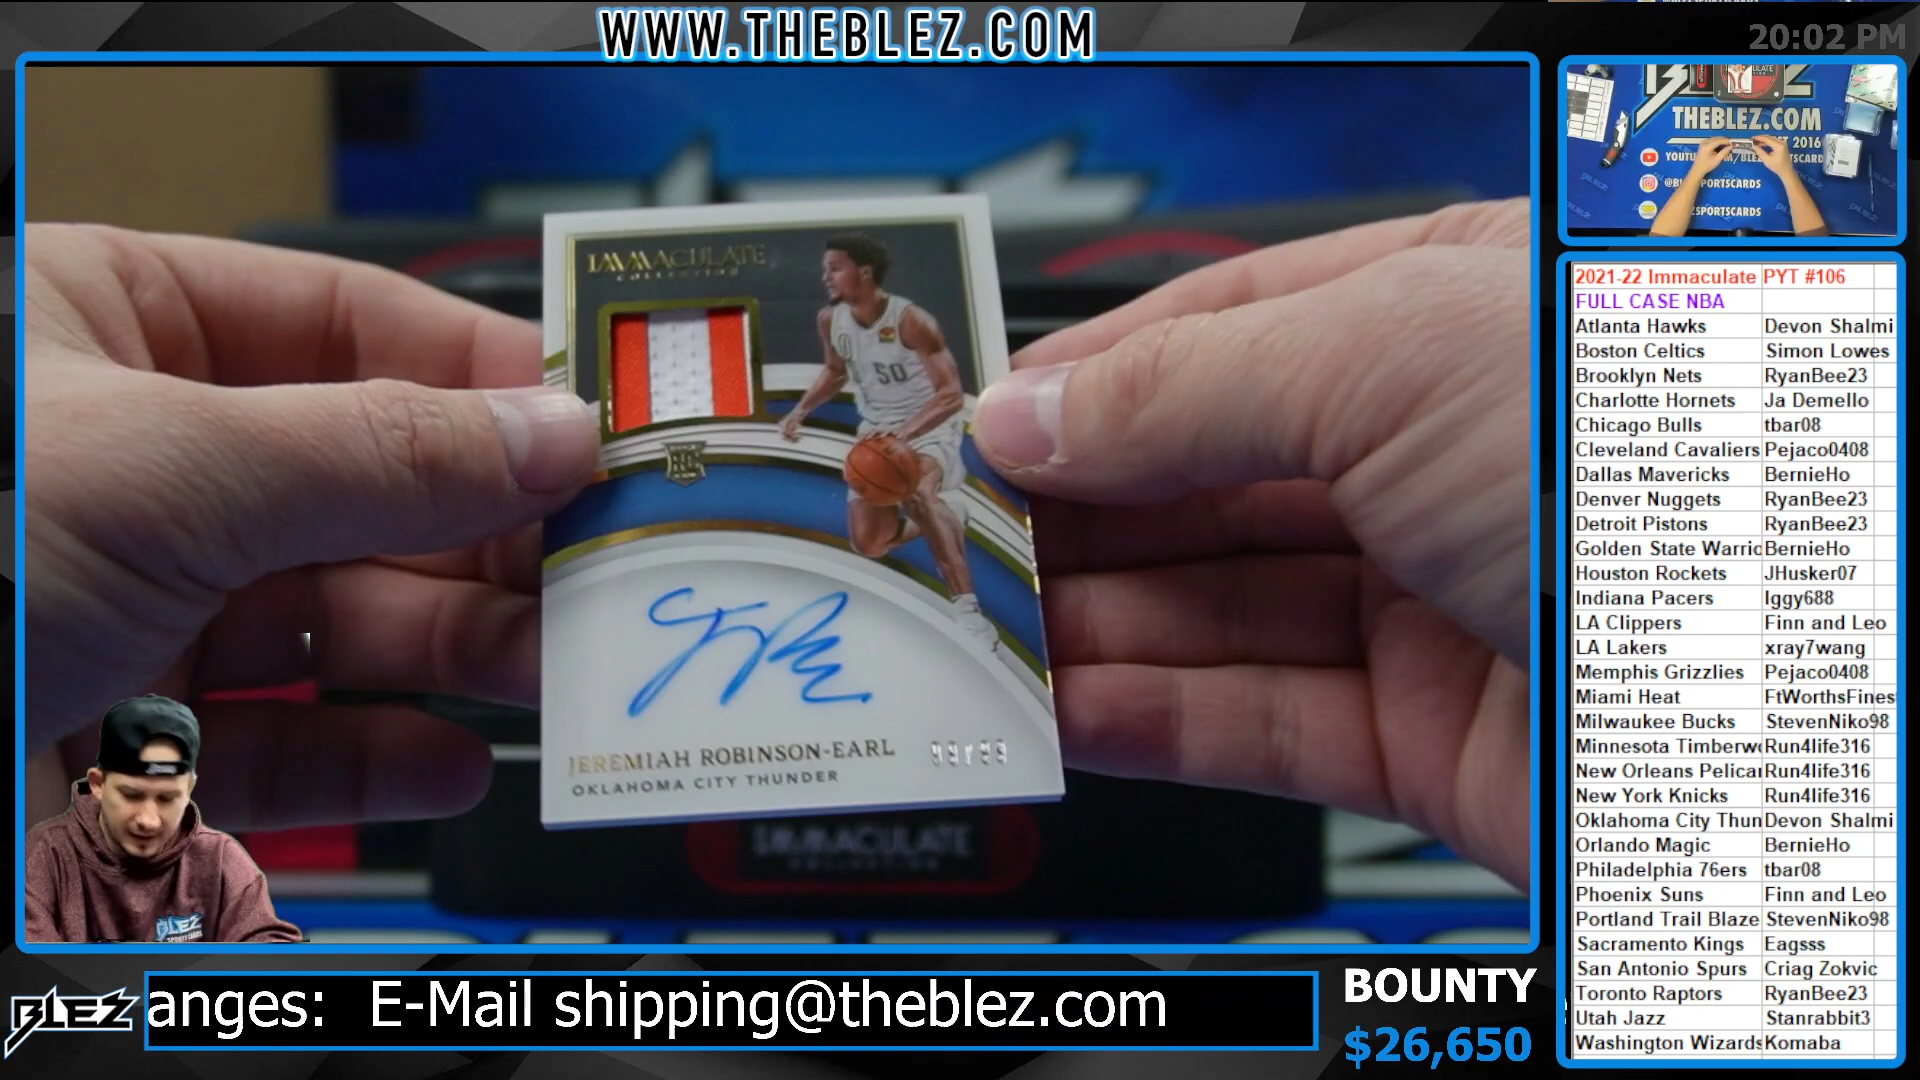 WWW.THEBLEZ.COM
20:02 PM
THEBLEZ.COM
IMMACULATE
COLLECTION
50
RC
JEREMIAH ROBINSON-EARL
99/99
OKLAHOMA CITY THUNDER
IMMACULATE
COLLECTION
2021-22 Immaculate PYT #106
FULL CASE NBA
Atlanta Hawks Devon Shalmi
Boston Celtics Simon Lowes
Brooklyn Nets RyanBee23
Charlotte Hornets Ja Demello
Chicago Bulls tbar08
Cleveland Cavaliers Pejaco0408
Dallas Mavericks BernieHo
Denver Nuggets RyanBee23
Detroit Pistons RyanBee23
Golden State Warric BernieHo
Houston Rockets JHusker07
Indiana Pacers Iggy688
LA Clippers Finn and Leo
LA Lakers xray7wang
Memphis Grizzlies Pejaco0408
Miami Heat FtWorthsFines
Milwaukee Bucks StevenNiko98
Minnesota Timberw Run4life316
New Orleans Pelica Run4life316
New York Knicks Run4life316
Oklahoma City Thun Devon Shalmi
Orlando Magic BernieHo
Philadelphia 76ers tbar08
Phoenix Suns Finn and Leo
Portland Trail Blaze StevenNiko98
Sacramento Kings Eagsss
San Antonio Spurs Criag Zokvic
Toronto Raptors RyanBee23
Utah Jazz Stanrabbit3
Washington Wizards Komaba
BLEZ
anges: E-Mail shipping@theblez.com
BOUNTY
$26,650